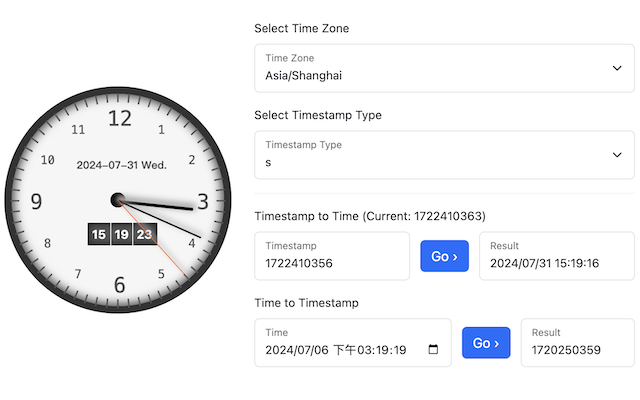 12
11
1
10
2
2024-07-31 Wed.
9
3
15 19 23
8
4
7
5
6
Select Time Zone
Time Zone
Asia/Shanghai
Select Timestamp Type
Timestamp Type
s
Timestamp to Time (Current: 1722410363)
Timestamp
1722410356
Go ›
Result
2024/07/31 15:19:16
Time to Timestamp
Time
2024/07/06 下午03:19:19
Go ›
Result
1720250359